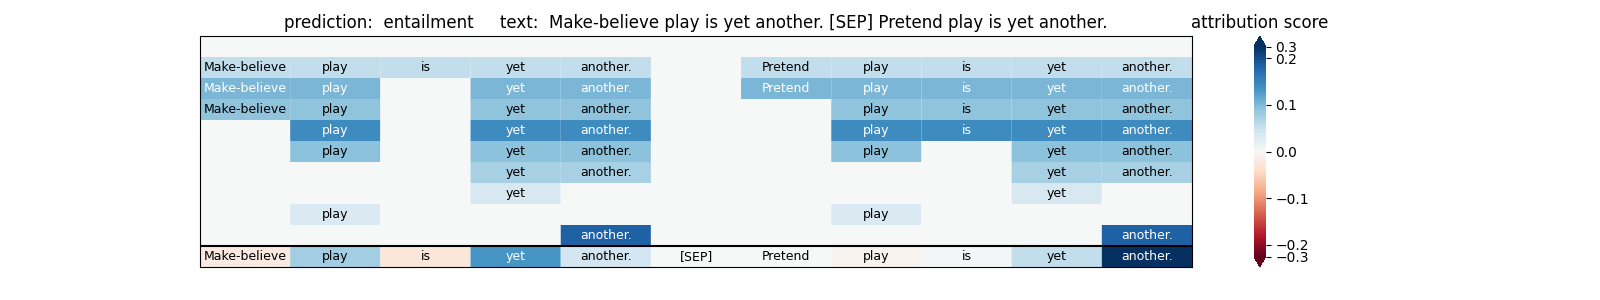 prediction: entailment text: Make-believe play is yet another. [SEP] Pretend play is yet another. attribution score
Make-believe play is yet another. Pretend play is yet another.
Make-believe play yet another. Pretend play is yet another.
Make-believe play yet another. play is yet another.
play yet another. play is yet another.
play yet another. play yet another.
yet another. yet another.
yet yet
play play
another. another.
Make-believe play is yet another. [SEP] Pretend play is yet another.
0.3
0.2
0.1
0.0
−0.1
−0.2
−0.3